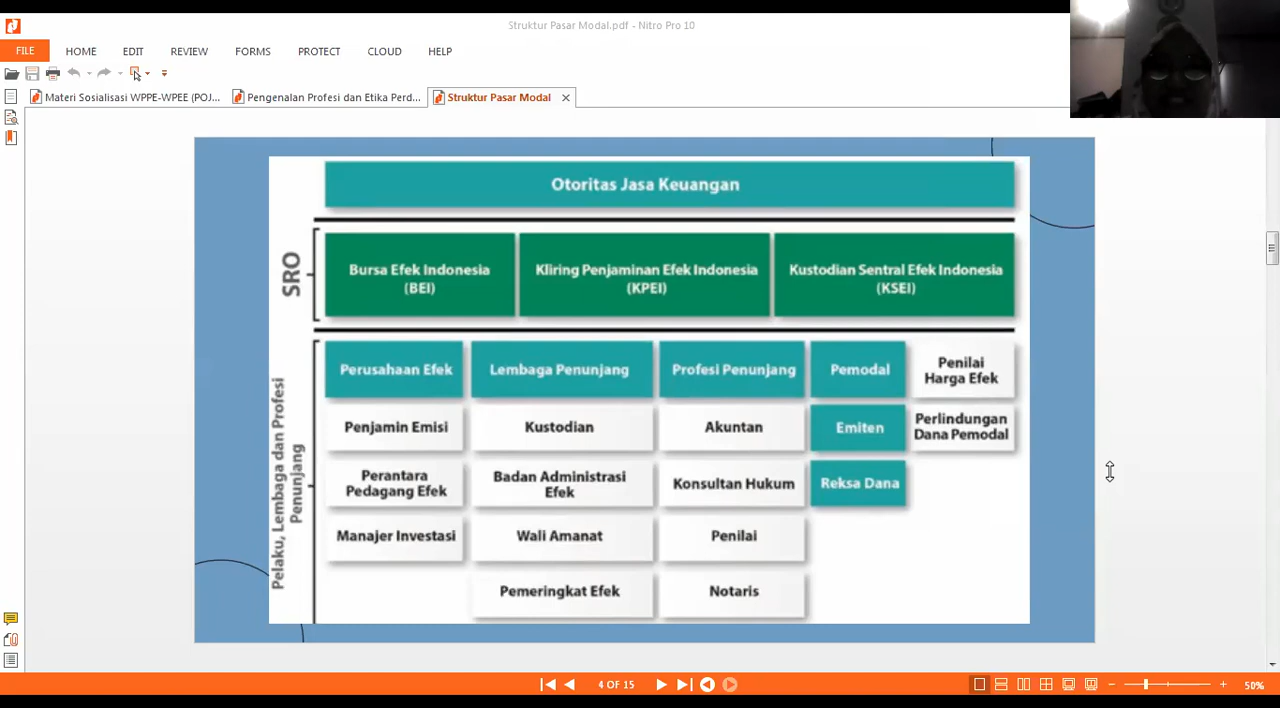 Struktur Pasar Modal.pdf - Nitro Pro 10
FILE
HOME
EDIT
REVIEW
FORMS
PROTECT
CLOUD
HELP
Materi Sosialisasi WPPE-WPEE (POJ...
Pengenalan Profesi dan Etika Perd...
Struktur Pasar Modal
Otoritas Jasa Keuangan
SRO
Bursa Efek Indonesia
(BEI)
Kliring Penjaminan Efek Indonesia
(KPEI)
Kustodian Sentral Efek Indonesia
(KSEI)
Pelaku, Lembaga dan Profesi
Penunjang
Perusahaan Efek
Penjamin Emisi
Perantara
Pedagang Efek
Manajer Investasi
Lembaga Penunjang
Kustodian
Badan Administrasi
Efek
Wali Amanat
Pemeringkat Efek
Profesi Penunjang
Akuntan
Konsultan Hukum
Penilai
Notaris
Pemodal
Emiten
Reksa Dana
Penilai
Harga Efek
Perlindungan
Dana Pemodal
4 OF 15
50%